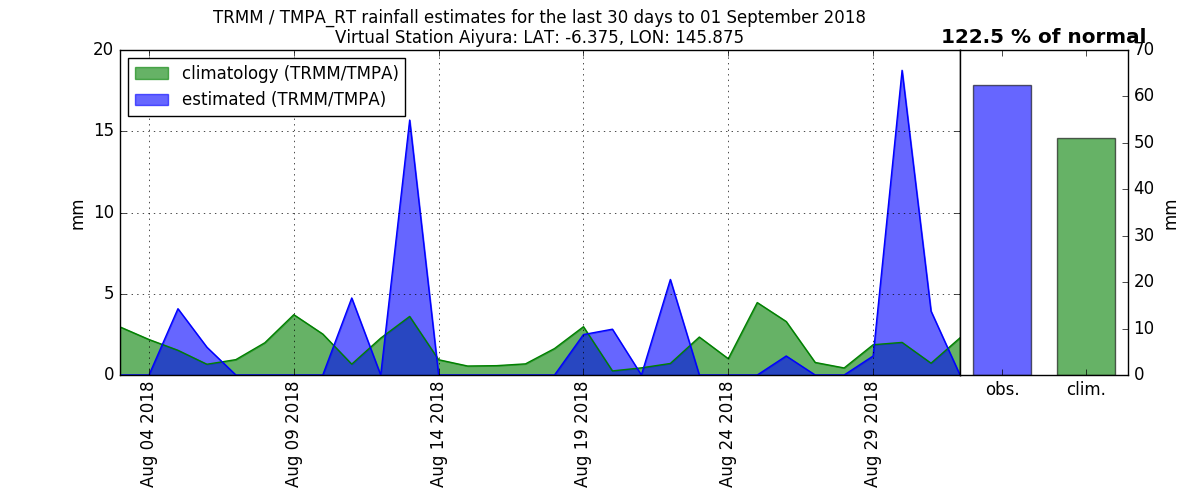 TRMM / TMPA_RT rainfall estimates for the last 30 days to 01 September 2018
Virtual Station Aiyura: LAT: -6.375, LON: 145.875
122.5 % of normal
climatology (TRMM/TMPA)
estimated (TRMM/TMPA)
20
15
10
5
0
mm
Aug 04 2018
Aug 09 2018
Aug 14 2018
Aug 19 2018
Aug 24 2018
Aug 29 2018
70
60
50
40
30
20
10
0
mm
obs.
clim.